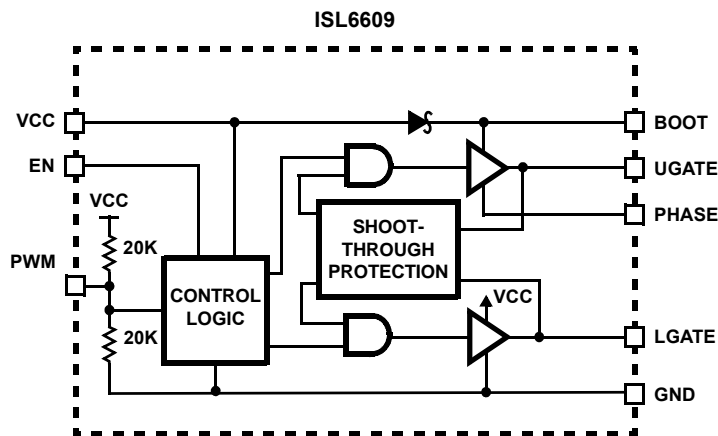 ISL6609
VCC
BOOT
EN
UGATE
VCC
PHASE
20K
SHOOT-
THROUGH
PROTECTION
PWM
CONTROL
LOGIC
VCC
20K
LGATE
GND